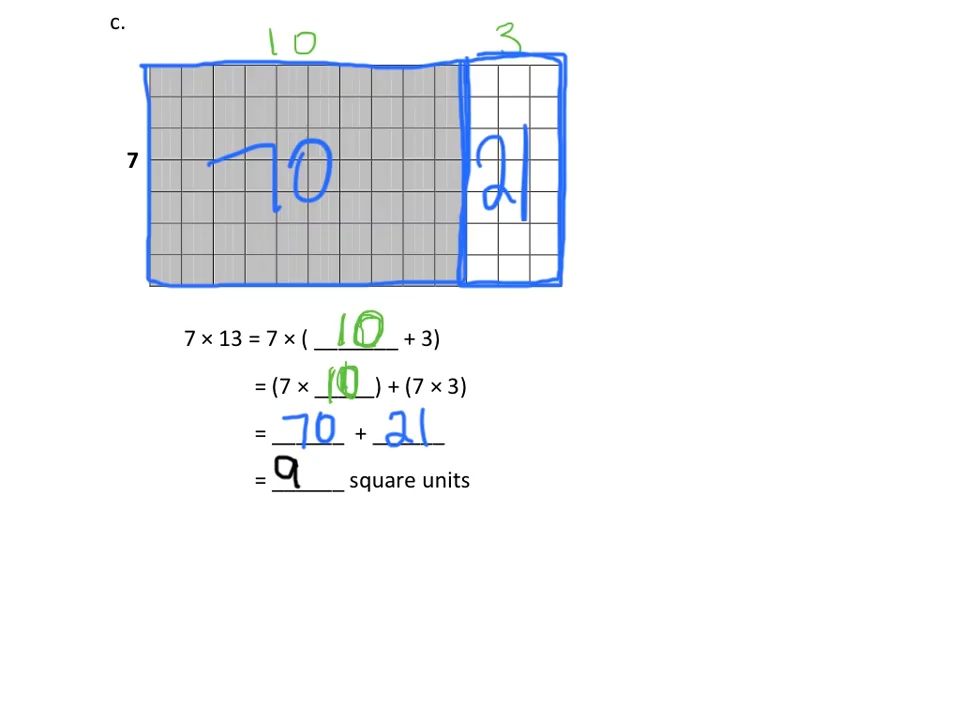 c.
10 3
7
70 21
7 × 13 = 7 × ( 10 + 3)
= (7 × 10) + (7 × 3)
= 70 + 21
= 9 square units